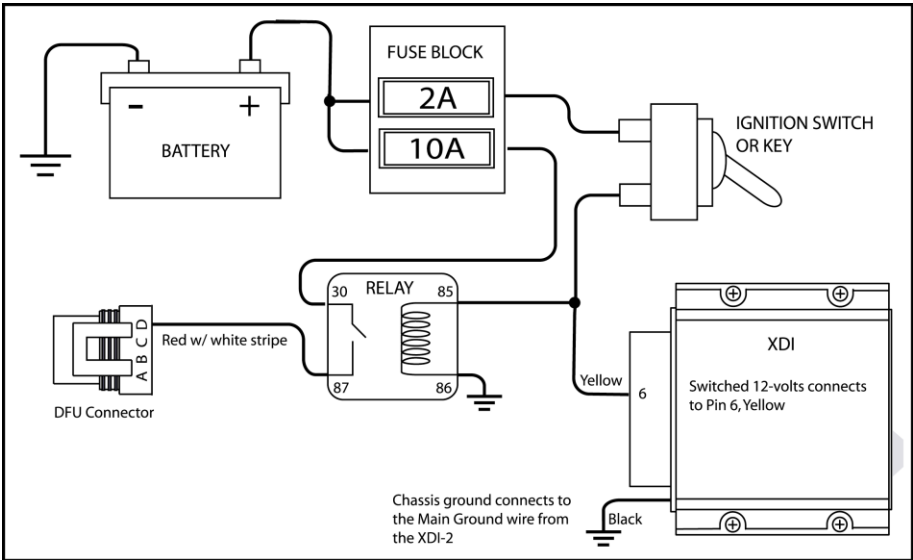 FUSE BLOCK
2A
10A
- +
BATTERY
IGNITION SWITCH
OR KEY
30
RELAY
85
87
86
A B C D
Red w/ white stripe
DFU Connector
Yellow
6
XDI
Switched 12-volts connects
to Pin 6, Yellow
Chassis ground connects to
the Main Ground wire from
the XDI-2
Black